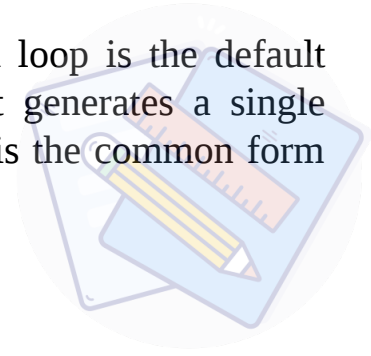 loop is the default
generates a single
is the common form